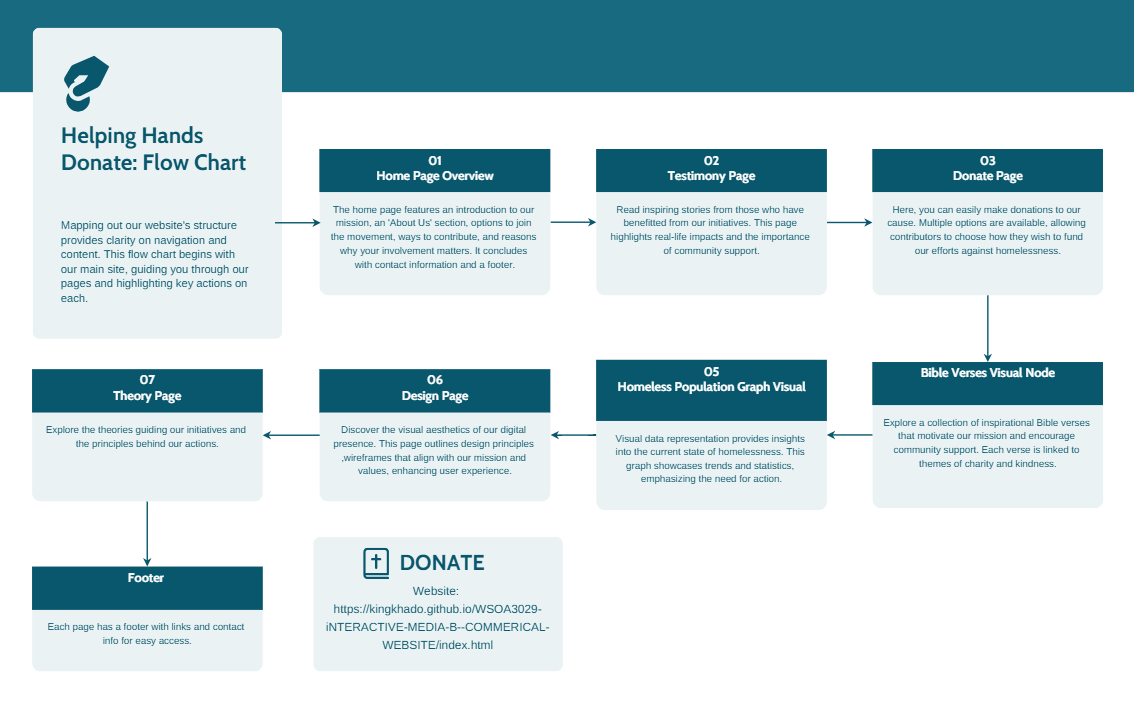 Helping Hands
Donate: Flow Chart
Mapping out our website's structure
provides clarity on navigation and
content. This flow chart begins with
our main site, guiding you through our
pages and highlighting key actions on
each.
01
Home Page Overview
The home page features an introduction to our
mission, an 'About Us' section, options to join
the movement, ways to contribute, and reasons
why your involvement matters. It concludes
with contact information and a footer.
02
Testimony Page
Read inspiring stories from those who have
benefitted from our initiatives. This page
highlights real-life impacts and the importance
of community support.
03
Donate Page
Here, you can easily make donations to our
cause. Multiple options are available, allowing
contributors to choose how they wish to fund
our efforts against homelessness.
Bible Verses Visual Node
Explore a collection of inspirational Bible verses
that motivate our mission and encourage
community support. Each verse is linked to
themes of charity and kindness.
05
Homeless Population Graph Visual
Visual data representation provides insights
into the current state of homelessness. This
graph showcases trends and statistics,
emphasizing the need for action.
06
Design Page
Discover the visual aesthetics of our digital
presence. This page outlines design principles
,wireframes that align with our mission and
values, enhancing user experience.
07
Theory Page
Explore the theories guiding our initiatives and
the principles behind our actions.
Footer
Each page has a footer with links and contact
info for easy access.
DONATE
Website:
https://kingkhado.github.io/WSOA3029-
iNTERACTIVE-MEDIA-B--COMMERICAL-
WEBSITE/index.html